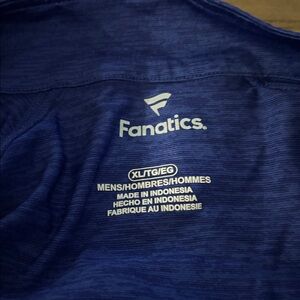 Fanatics.
XL/TG/EG
MENS/HOMBRES/HOMMES
MADE IN INDONESIA
HECHO EN INDONESIA
FABRIQUE AU INDONESIE